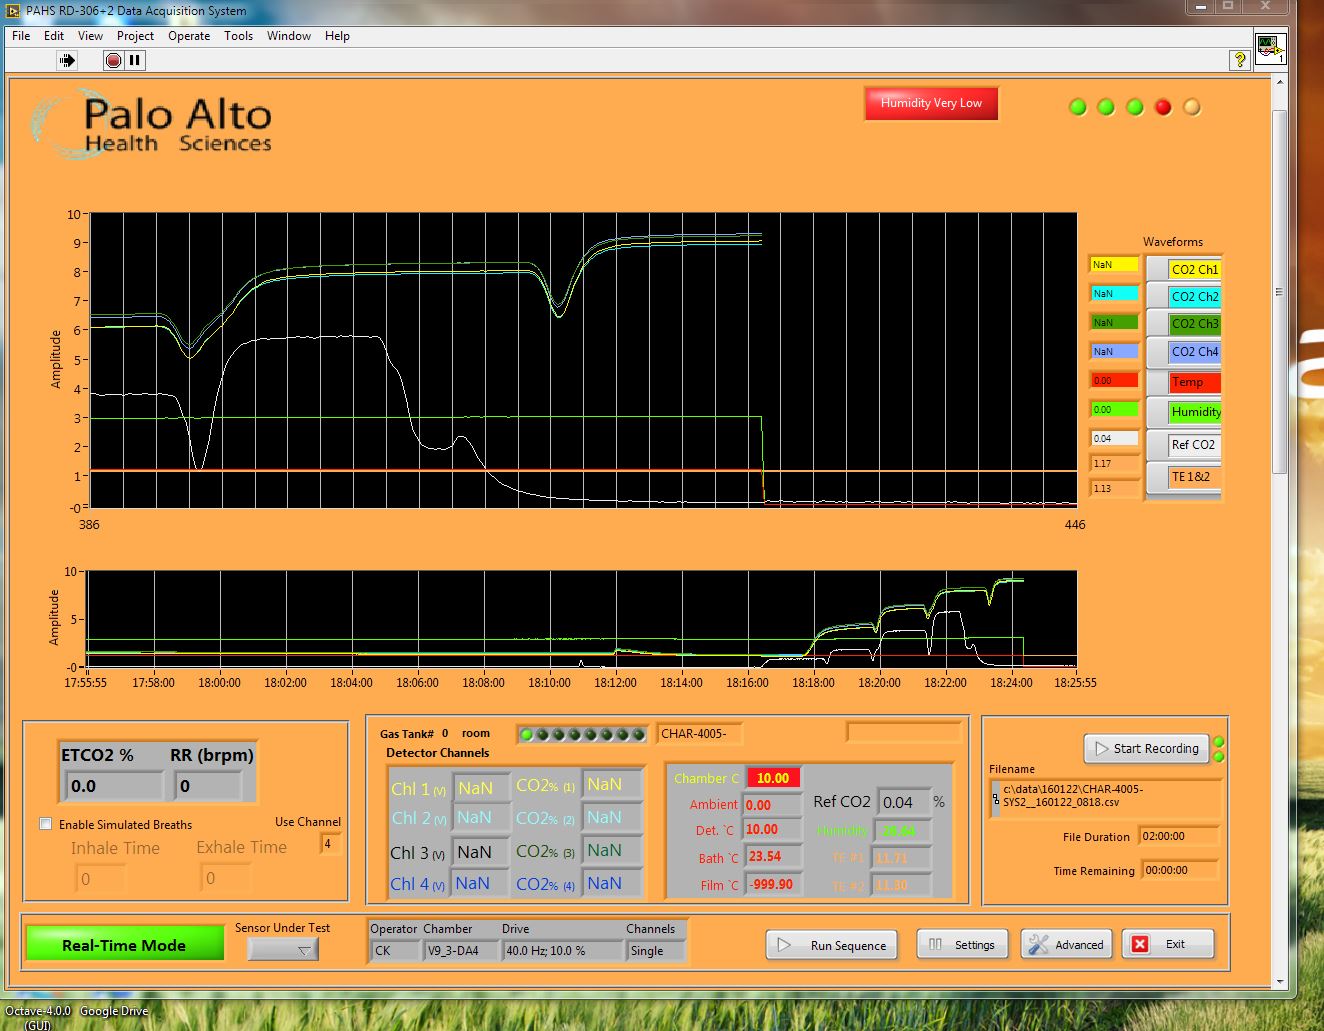 PAHS RD-306+2 Data Acquisition System
File Edit View Project Operate Tools Window Help
?
1
Palo Alto
Health Sciences
Humidity Very Low
10
9
8
7
6
5
4
3
2
1
-0
Amplitude
386
446
Waveforms
NaN CO2 Ch1
NaN CO2 Ch2
NaN CO2 Ch3
NaN CO2 Ch4
0.00 Temp
0.00 Humidity
0.04 Ref CO2
1.17 TE 1&2
1.13
10
5
-0
Amplitude
17:55:55 17:58:00 18:00:00 18:02:00 18:04:00 18:06:00 18:08:00 18:10:00 18:12:00 18:14:00 18:16:00 18:18:00 18:20:00 18:22:00 18:24:00 18:25:55
ETCO2 % RR (brpm)
0.0 0
Enable Simulated Breaths
Use Channel
4
Inhale Time Exhale Time
0 0
Gas Tank# 0 room
CHAR-4005-
Detector Channels
Chl 1 (V) NaN CO2% (1) NaN
Chl 2 (V) NaN CO2% (2) NaN
Chl 3 (V) NaN CO2% (3) NaN
Chl 4 (V) NaN CO2% (4) NaN
Chamber C 10.00
Ambient 0.00
Det. `C 10.00
Bath `C 23.54
Film `C -999.90
Ref CO2 0.04 %
Humidity
TE #1 11.71
TE #2 11.30
Start Recording
Filename
c:\data\160122\CHAR-4005-
SYS2__160122_0818.csv
File Duration 02:00:00
Time Remaining 00:00:00
Real-Time Mode
Sensor Under Test
Operator Chamber Drive Channels
CK V9_3-DA4 40.0 Hz; 10.0 % Single
Run Sequence
Settings
Advanced
Exit
Octave-4.0.0 Google Drive
(GUI)
a